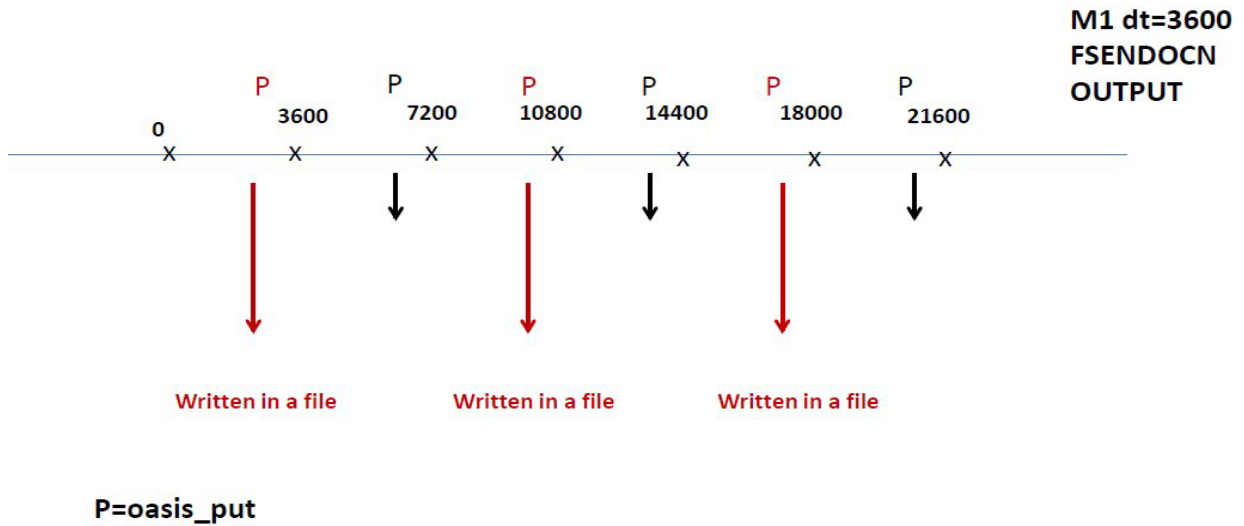 M1 dt=3600
FSENDOCN
OUTPUT
P P P P P P
0 3600 7200 10800 14400 18000 21600
x x x x x x x
Written in a file Written in a file Written in a file
P=oasis_put